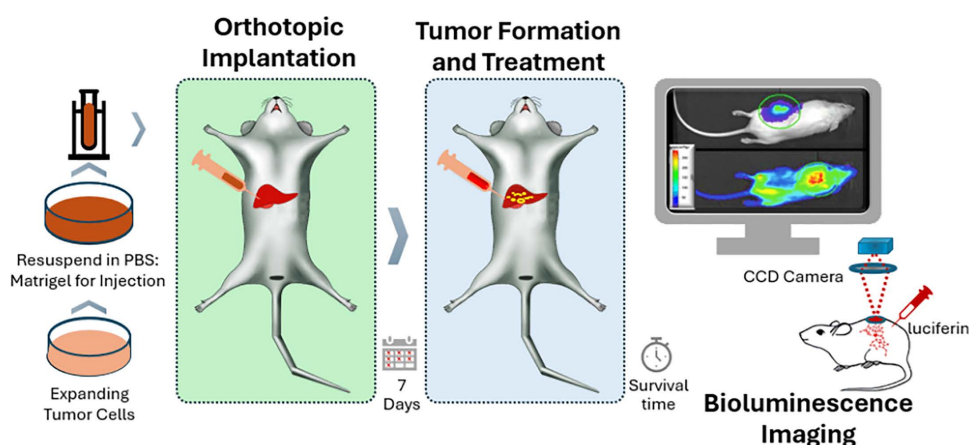 Orthotopic
Implantation
Tumor Formation
and Treatment
Resuspend in PBS:
Matrigel for Injection
Expanding
Tumor Cells
7
Days
Survival
time
CCD Camera
luciferin
Bioluminescence
Imaging